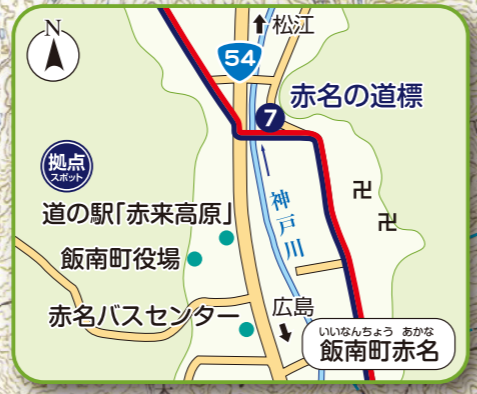 N
松江
54
赤名の道標
7
拠点
スポット
神戸川
道の駅「赤来高原」
飯南町役場
赤名バスセンター
広島
いいなんちょう あかな
飯南町赤名
卍
卍